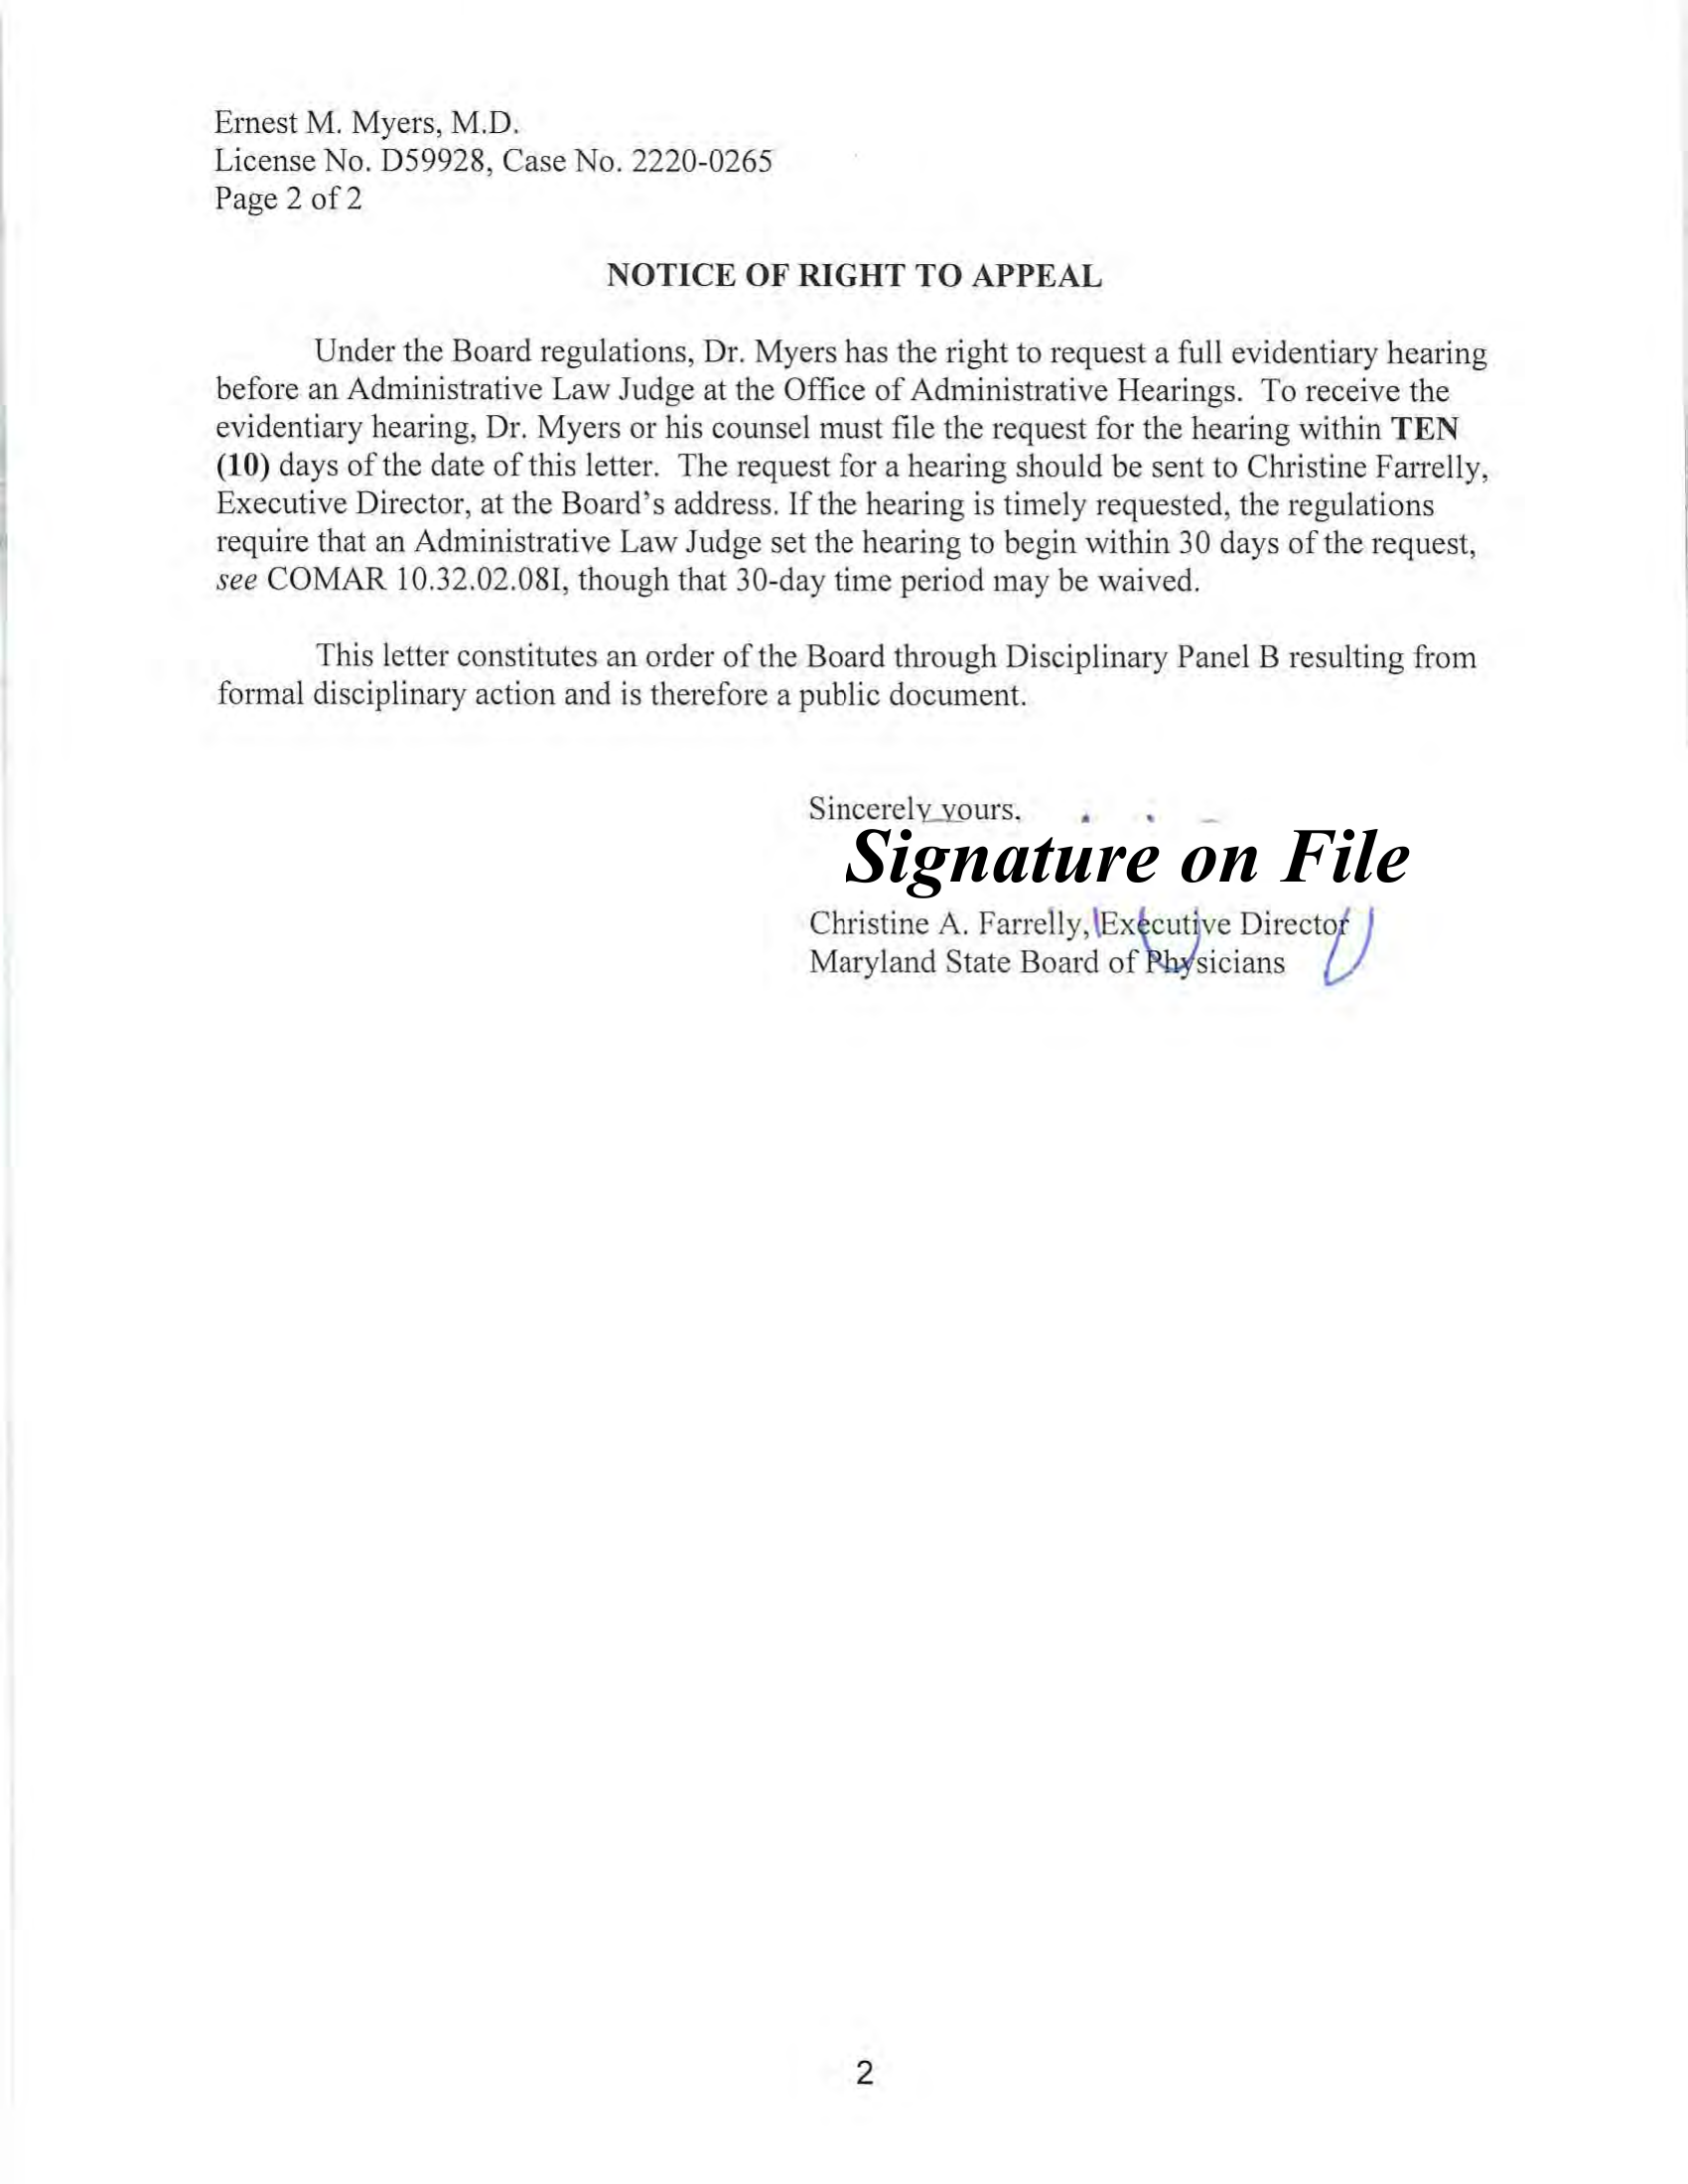 Ernest M. Myers, M.D.
License No. D59928, Case No. 2220-0265
Page 2 of 2
NOTICE OF RIGHT TO APPEAL
Under the Board regulations, Dr. Myers has the right to request a full evidentiary hearing
before an Administrative Law Judge at the Office of Administrative Hearings. To receive the
evidentiary hearing, Dr. Myers or his counsel must file the request for the hearing within TEN
(10) days of the date of this letter. The request for a hearing should be sent to Christine Farrelly,
Executive Director, at the Board's address. If the hearing is timely requested, the regulations
require that an Administrative Law Judge set the hearing to begin within 30 days of the request,
see COMAR 10.32.02.08I, though that 30-day time period may be waived.
This letter constitutes an order of the Board through Disciplinary Panel B resulting from
formal disciplinary action and is therefore a public document.
Sincerely yours,
Signature on File
Christine A. Farrelly, Executive Director
Maryland State Board of Physicians
2